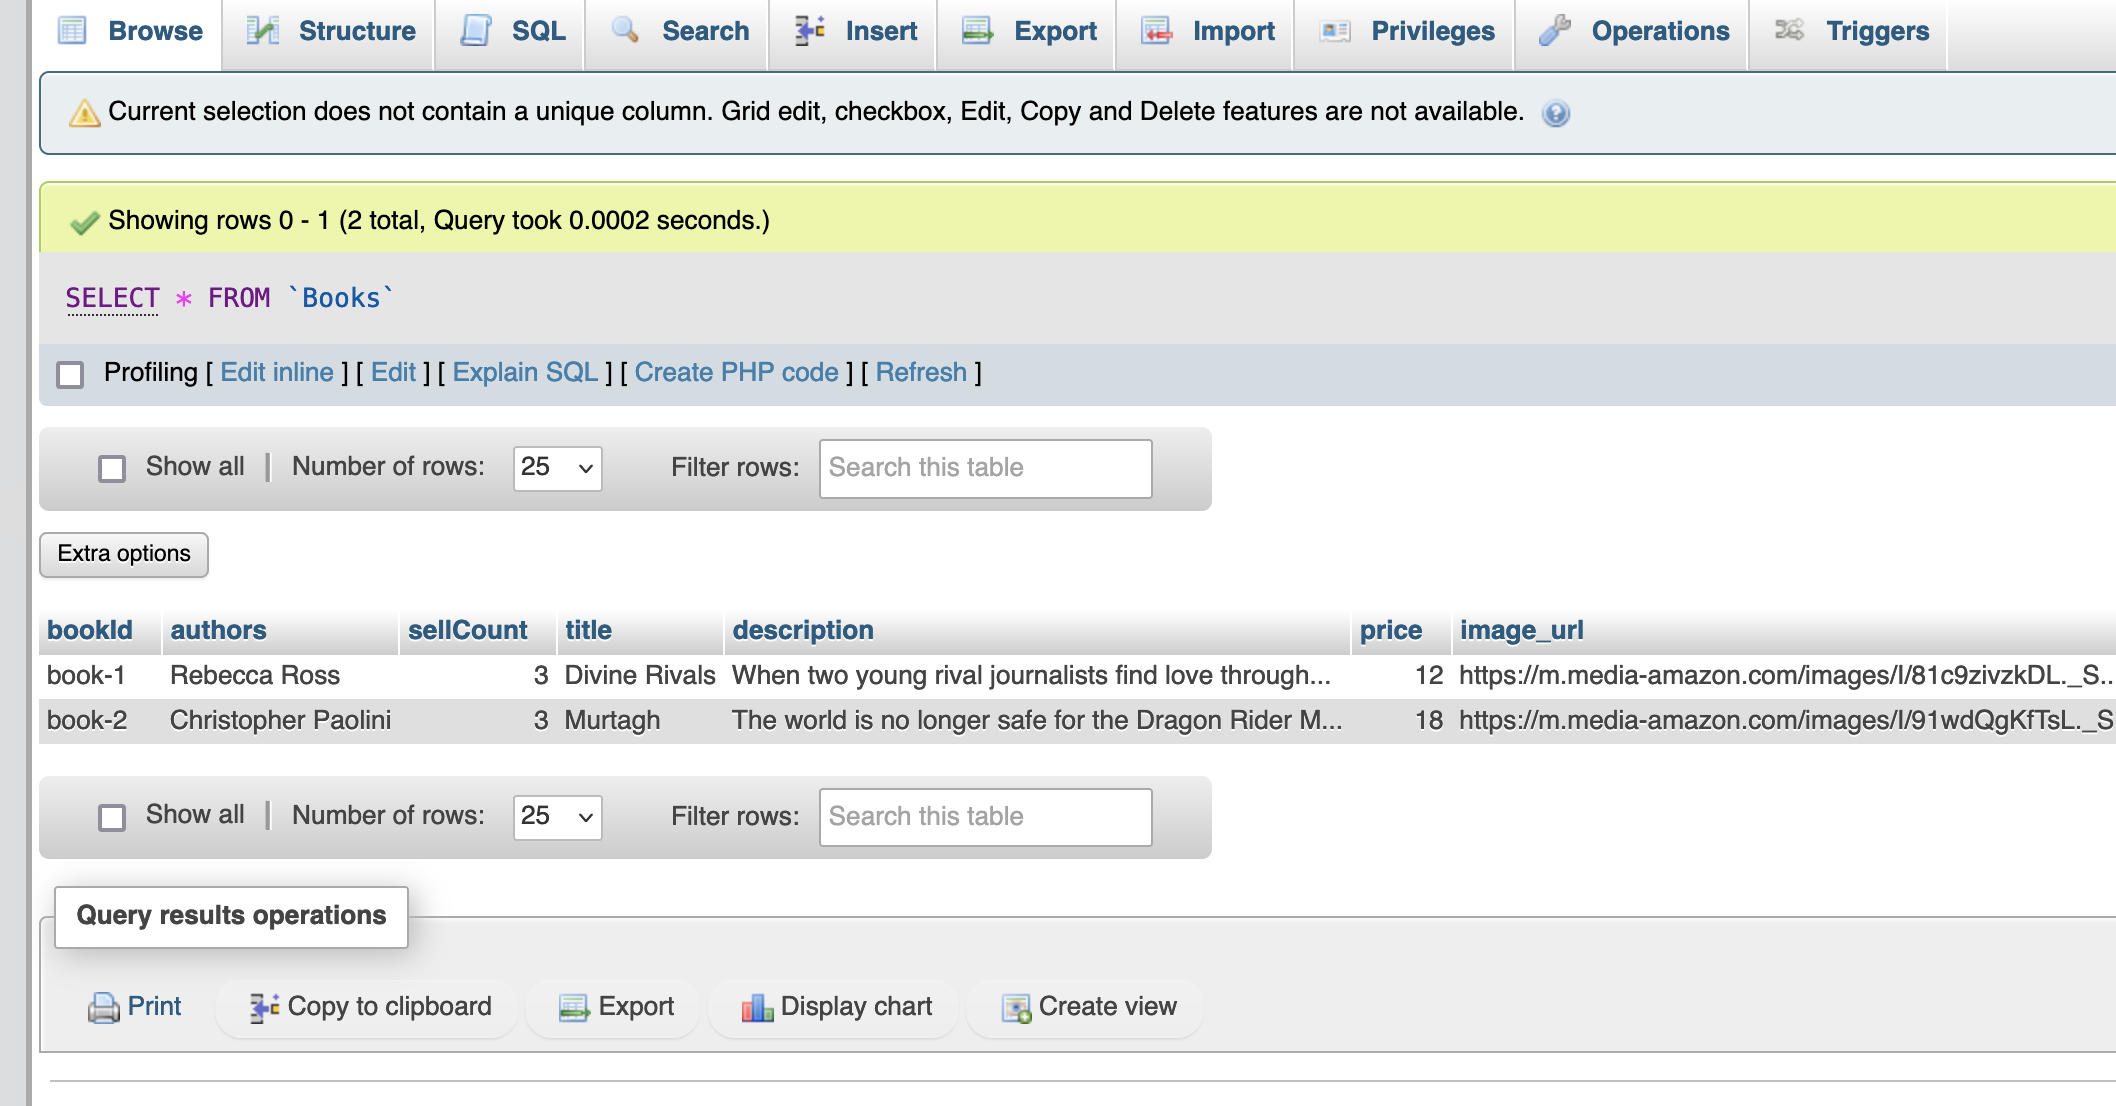 Browse Structure SQL Search Insert Export Import Privileges Operations Triggers
Current selection does not contain a unique column. Grid edit, checkbox, Edit, Copy and Delete features are not available.
Showing rows 0 - 1 (2 total, Query took 0.0002 seconds.)
SELECT * FROM `Books`
Profiling [ Edit inline ] [ Edit ] [ Explain SQL ] [ Create PHP code ] [ Refresh ]
Show all | Number of rows: 25 Filter rows: Search this table
Extra options
bookId authors sellCount title description price image_url
book-1 Rebecca Ross 3 Divine Rivals When two young rival journalists find love through... 12 https://m.media-amazon.com/images/I/81c9zivzkDL._S..
book-2 Christopher Paolini 3 Murtagh The world is no longer safe for the Dragon Rider M... 18 https://m.media-amazon.com/images/I/91wdQgKfTsL._S
Show all | Number of rows: 25 Filter rows: Search this table
Query results operations
Print Copy to clipboard Export Display chart Create view